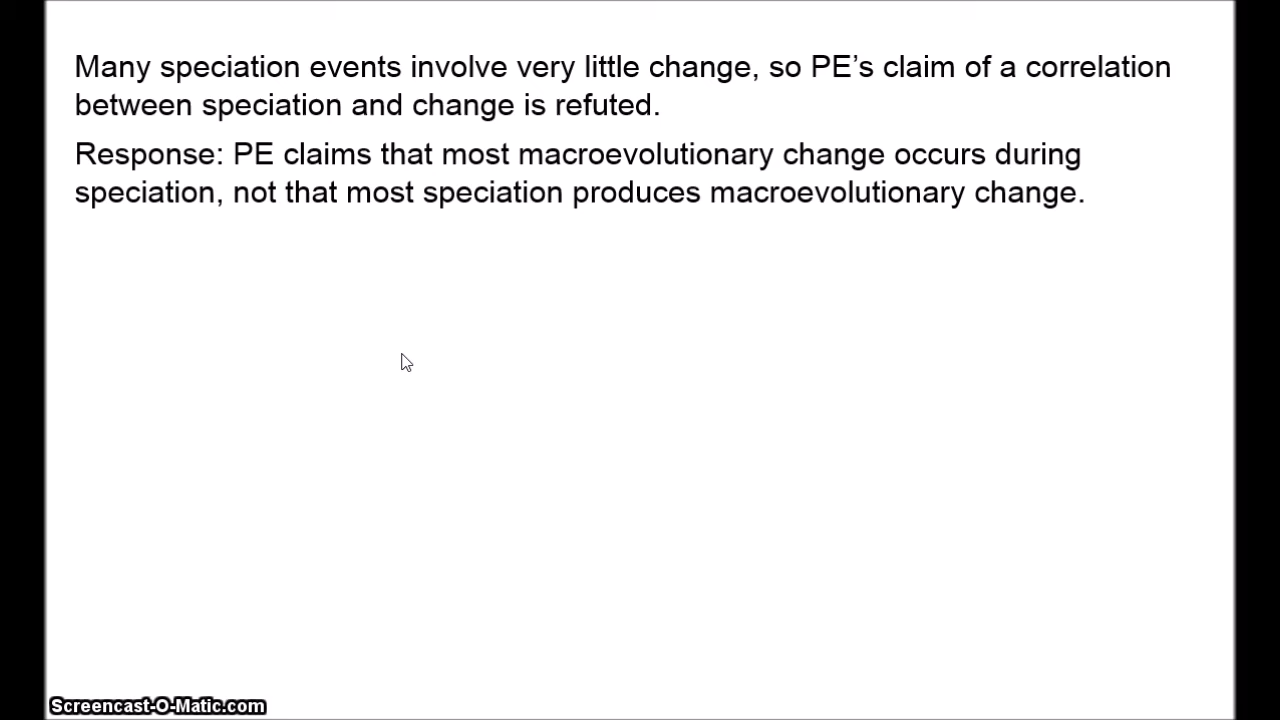 Many speciation events involve very little change, so PE’s claim of a correlation
between speciation and change is refuted.
Response: PE claims that most macroevolutionary change occurs during
speciation, not that most speciation produces macroevolutionary change.
Screencast-O-Matic.com